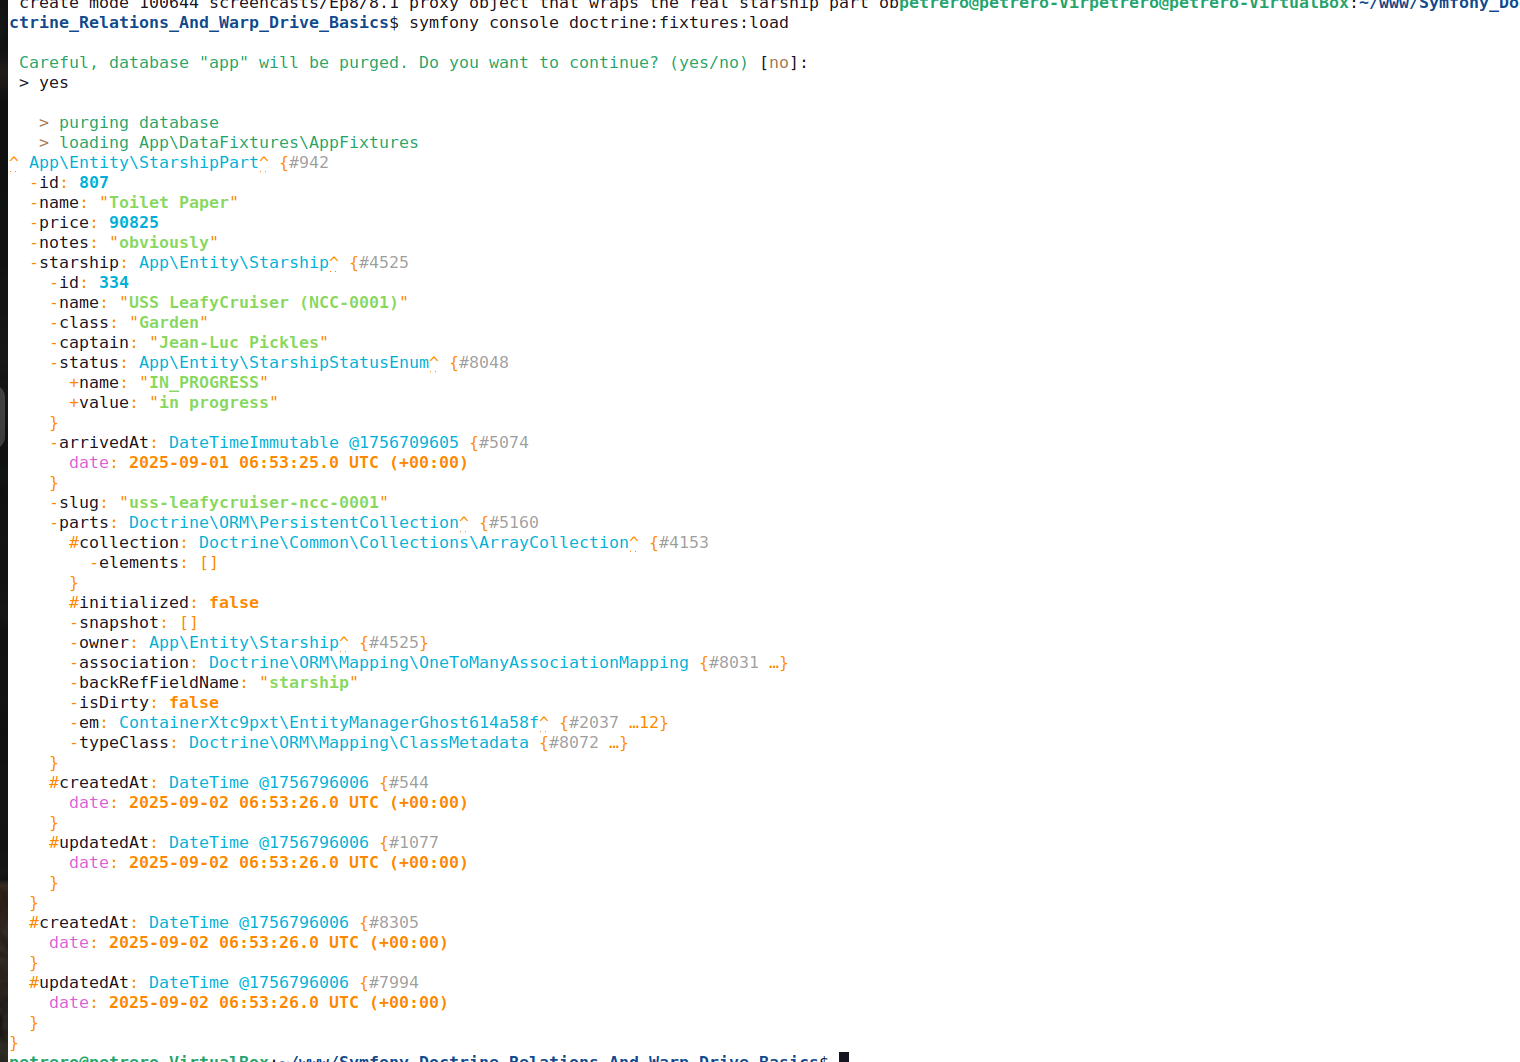 create mode 100644 screencasts/Ep8/8.1 proxy object that wraps the real starship part obpetrero@petrero-Virpetrero@petrero-VirtualBox:~/www/Symfony_Do
ctrine_Relations_And_Warp_Drive_Basics$ symfony console doctrine:fixtures:load
Careful, database "app" will be purged. Do you want to continue? (yes/no) [no]:
> yes
> purging database
> loading App\DataFixtures\AppFixtures
^ App\Entity\StarshipPart^ {#942
-id: 807
-name: "Toilet Paper"
-price: 90825
-notes: "obviously"
-starship: App\Entity\Starship^ {#4525
-id: 334
-name: "USS LeafyCruiser (NCC-0001)"
-class: "Garden"
-captain: "Jean-Luc Pickles"
-status: App\Entity\StarshipStatusEnum^ {#8048
+name: "IN_PROGRESS"
+value: "in progress"
}
-arrivedAt: DateTimeImmutable @1756709605 {#5074
date: 2025-09-01 06:53:25.0 UTC (+00:00)
}
-slug: "uss-leafycruiser-ncc-0001"
-parts: Doctrine\ORM\PersistentCollection^ {#5160
#collection: Doctrine\Common\Collections\ArrayCollection^ {#4153
-elements: []
}
#initialized: false
-snapshot: []
-owner: App\Entity\Starship^ {#4525}
-association: Doctrine\ORM\Mapping\OneToManyAssociationMapping {#8031 …}
-backRefFieldName: "starship"
-isDirty: false
-em: ContainerXtc9pxt\EntityManagerGhost614a58f^ {#2037 …12}
-typeClass: Doctrine\ORM\Mapping\ClassMetadata {#8072 …}
}
#createdAt: DateTime @1756796006 {#544
date: 2025-09-02 06:53:26.0 UTC (+00:00)
}
#updatedAt: DateTime @1756796006 {#1077
date: 2025-09-02 06:53:26.0 UTC (+00:00)
}
}
#createdAt: DateTime @1756796006 {#8305
date: 2025-09-02 06:53:26.0 UTC (+00:00)
}
#updatedAt: DateTime @1756796006 {#7994
date: 2025-09-02 06:53:26.0 UTC (+00:00)
}
}
petrero@petrero-VirtualBox:~/www/Symfony_Doctrine_Relations_And_Warp_Drive_Basics$